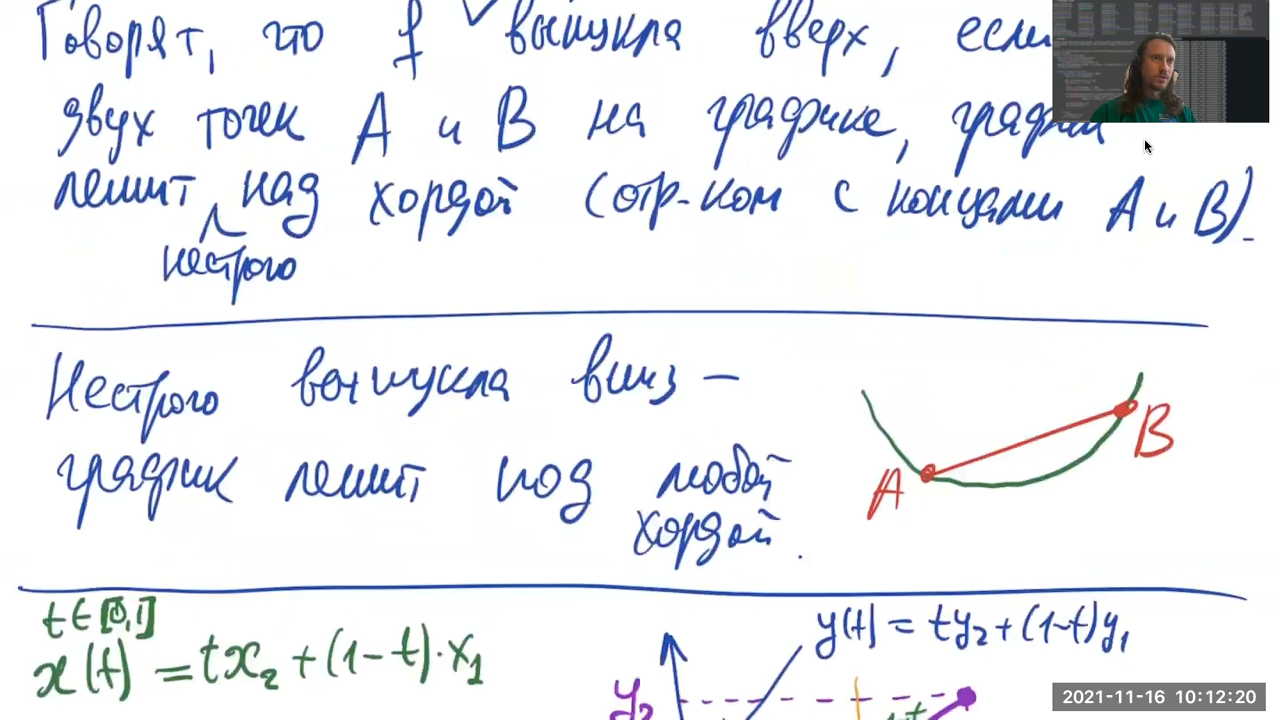 Говорят, что f выпукла вверх, если
двух точек A и B на графике, график
лежит над хордой (отр-ком с концами A и B).
нестрого
Нестрого выпукла вниз —
график лежит под любой
хордой.
A
B
t ∈ [0,1]
x(t) = tx₂ + (1-t)·x₁
y(t) = ty₂ + (1-t)y₁
y₂
2021-11-16 10:12:20